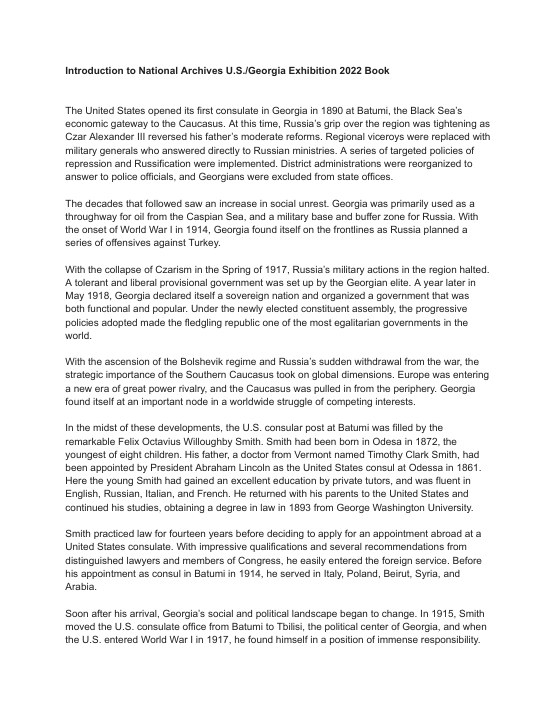 Introduction to National Archives U.S./Georgia Exhibition 2022 Book
The United States opened its first consulate in Georgia in 1890 at Batumi, the Black Sea's
economic gateway to the Caucasus. At this time, Russia's grip over the region was tightening as
Czar Alexander III reversed his father's moderate reforms. Regional viceroys were replaced with
military generals who answered directly to Russian ministries. A series of targeted policies of
repression and Russification were implemented. District administrations were reorganized to
answer to police officials, and Georgians were excluded from state offices.
The decades that followed saw an increase in social unrest. Georgia was primarily used as a
throughway for oil from the Caspian Sea, and a military base and buffer zone for Russia. With
the onset of World War I in 1914, Georgia found itself on the frontlines as Russia planned a
series of offensives against Turkey.
With the collapse of Czarism in the Spring of 1917, Russia's military actions in the region halted.
A tolerant and liberal provisional government was set up by the Georgian elite. A year later in
May 1918, Georgia declared itself a sovereign nation and organized a government that was
both functional and popular. Under the newly elected constituent assembly, the progressive
policies adopted made the fledgling republic one of the most egalitarian governments in the
world.
With the ascension of the Bolshevik regime and Russia's sudden withdrawal from the war, the
strategic importance of the Southern Caucasus took on global dimensions. Europe was entering
a new era of great power rivalry, and the Caucasus was pulled in from the periphery. Georgia
found itself at an important node in a worldwide struggle of competing interests.
In the midst of these developments, the U.S. consular post at Batumi was filled by the
remarkable Felix Octavius Willoughby Smith. Smith had been born in Odesa in 1872, the
youngest of eight children. His father, a doctor from Vermont named Timothy Clark Smith, had
been appointed by President Abraham Lincoln as the United States consul at Odessa in 1861.
Here the young Smith had gained an excellent education by private tutors, and was fluent in
English, Russian, Italian, and French. He returned with his parents to the United States and
continued his studies, obtaining a degree in law in 1893 from George Washington University.
Smith practiced law for fourteen years before deciding to apply for an appointment abroad at a
United States consulate. With impressive qualifications and several recommendations from
distinguished lawyers and members of Congress, he easily entered the foreign service. Before
his appointment as consul in Batumi in 1914, he served in Italy, Poland, Beirut, Syria, and
Arabia.
Soon after his arrival, Georgia's social and political landscape began to change. In 1915, Smith
moved the U.S. consulate office from Batumi to Tbilisi, the political center of Georgia, and when
the U.S. entered World War I in 1917, he found himself in a position of immense responsibility.